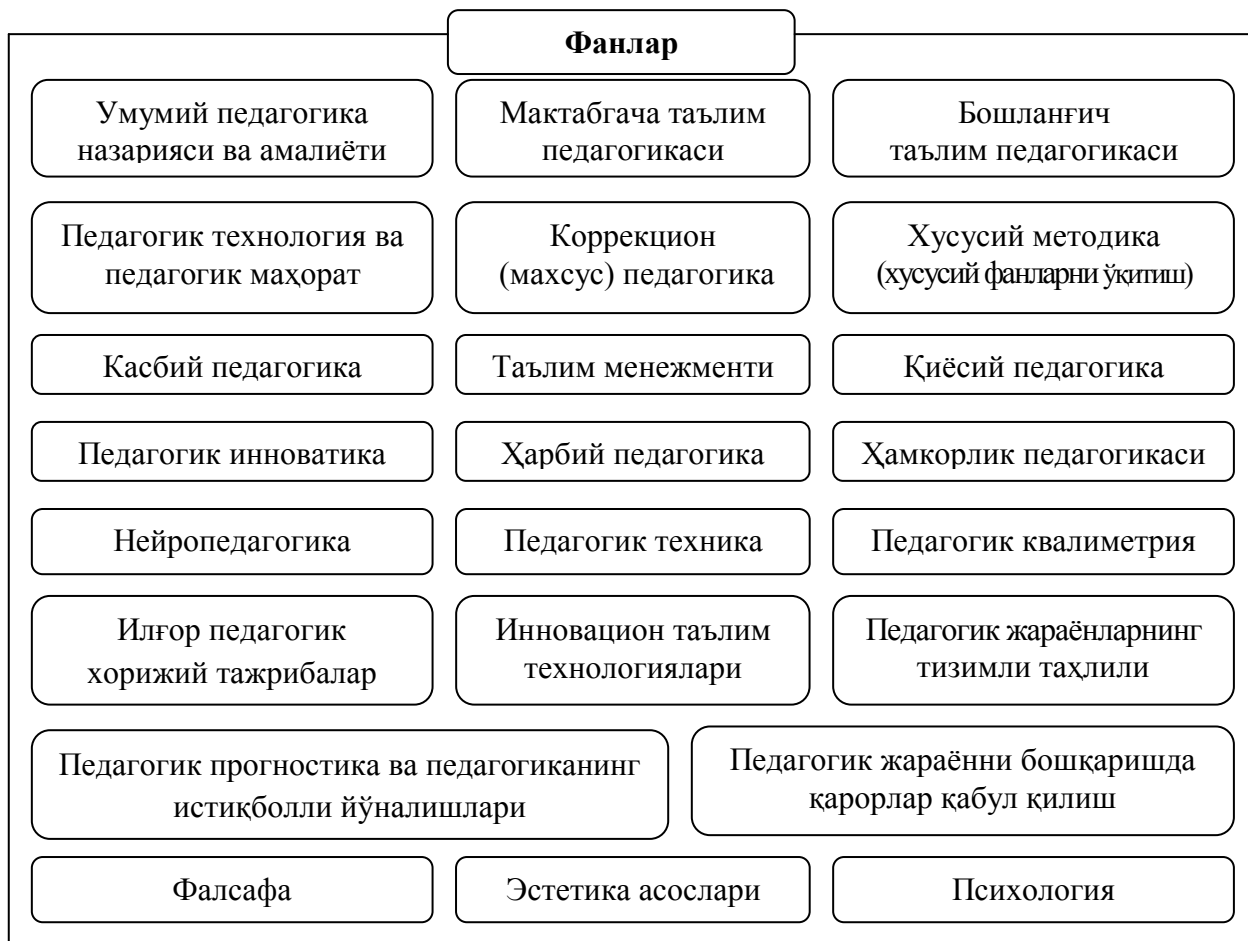 Фанлар
Умумий педагогика
назарияси ва амалиёти
Мактабгача таълим
педагогикаси
Бошланғич
таълим педагогикаси
Педагогик технология ва
педагогик маҳорат
Коррекцион
(махсус) педагогика
Хусусий методика
(хусусий фанларни ўқитиш)
Касбий педагогика
Таълим менежменти
Қиёсий педагогика
Педагогик инноватика
Ҳарбий педагогика
Ҳамкорлик педагогикаси
Нейропедагогика
Педагогик техника
Педагогик квалиметрия
Илғор педагогик
хорижий тажрибалар
Инновацион таълим
технологиялари
Педагогик жараёнларнинг
тизимли таҳлили
Педагогик прогностика ва педагогиканинг
истиқболли йўналишлари
Педагогик жараённи бошқаришда
қарорлар қабул қилиш
Фалсафа
Эстетика асослари
Психология